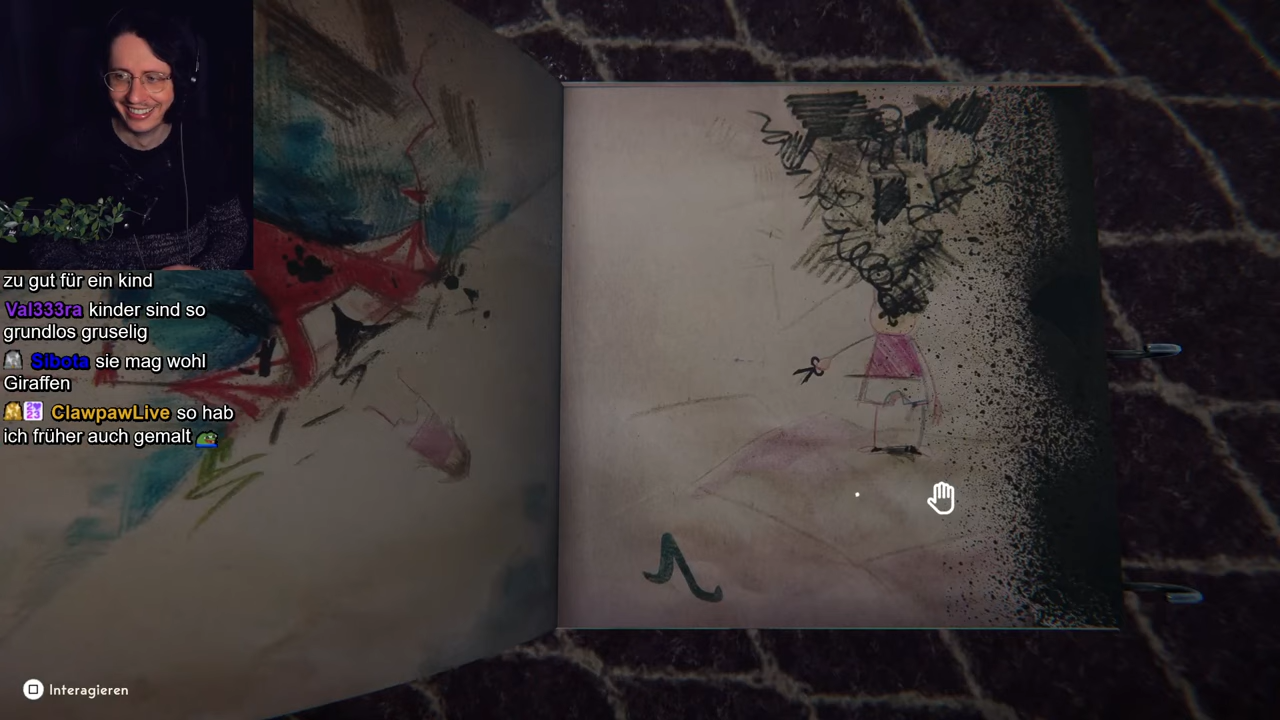 zu gut für ein kind
Val333ra kinder sind so
grundlos gruselig
Sibota sie mag wohl
Giraffen
ClawpawLive so hab
ich früher auch gemalt
Interagieren